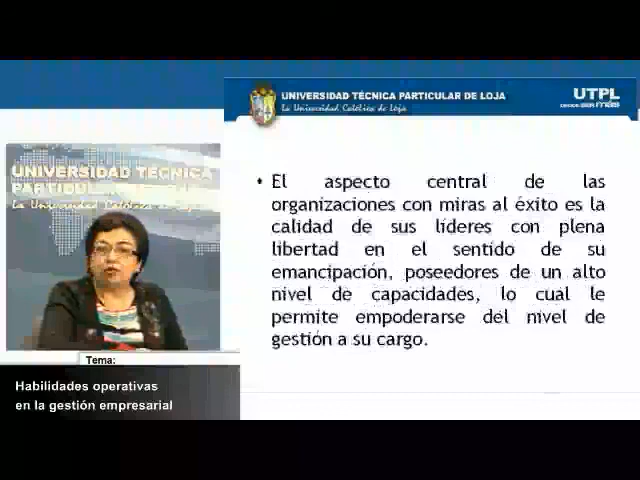 UNIVERSIDAD TÉCNICA PARTICULAR DE LOJA
La Universidad Católica de Loja
UTPL
DECIDE SER MÁS
UNIVERSIDAD TÉCNICA
La Universidad Católica
• El aspecto central de las
organizaciones con miras al éxito es la
calidad de sus líderes con plena
libertad en el sentido de su
emancipación, poseedores de un alto
nivel de capacidades, lo cual le
permite empoderarse del nivel de
gestión a su cargo.
Tema:
Habilidades operativas
en la gestión empresarial